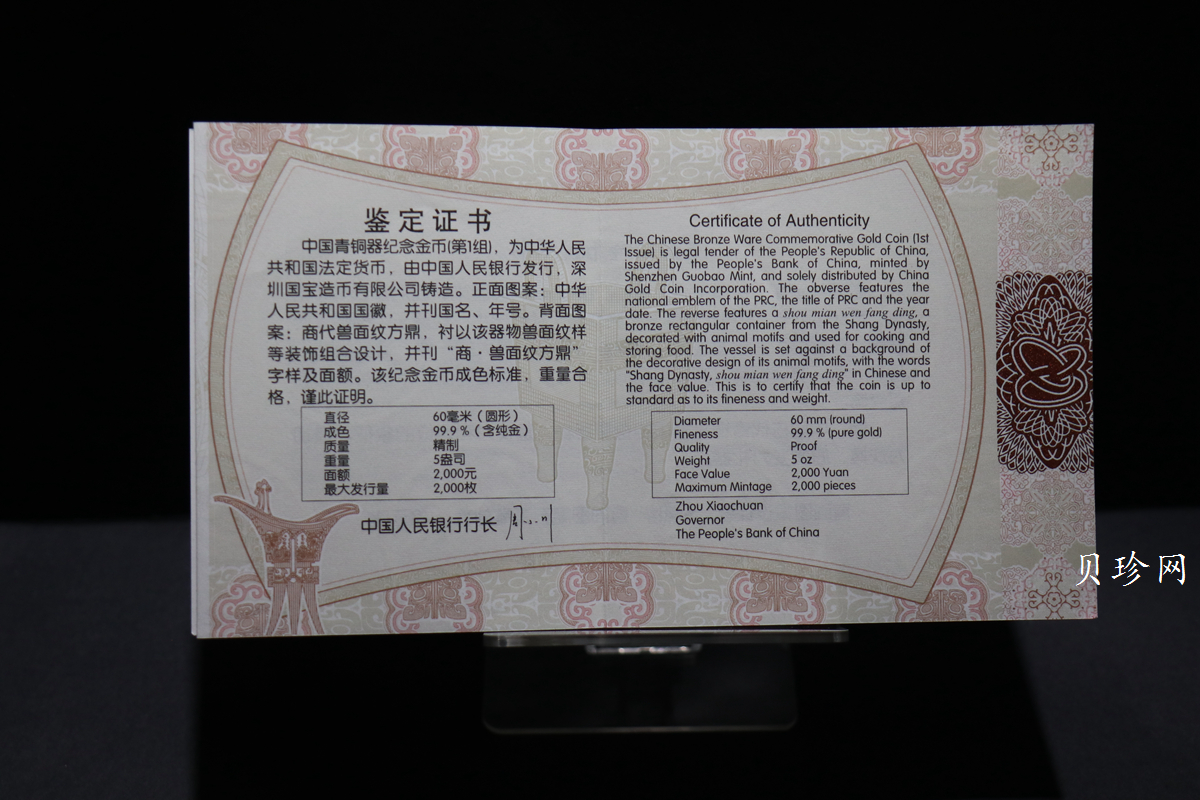 鉴定证书
中国青铜器纪念金币(第1组)，为中华人民
共和国法定货币，由中国人民银行发行，深
圳国宝造币有限公司铸造。正面图案：中华
人民共和国国徽，并刊国名、年号。背面图
案：商代兽面纹方鼎，衬以该器物兽面纹样
等装饰组合设计，并刊“商·兽面纹方鼎”
字样及面额。该纪念金币成色标准，重量合
格，谨此证明。
直径 60毫米（圆形）
成色 99.9％（含纯金）
质量 精制
重量 5盎司
面额 2,000元
最大发行量 2,000枚
中国人民银行行长
Certificate of Authenticity
The Chinese Bronze Ware Commemorative Gold Coin (1st
Issue) is legal tender of the People's Republic of China,
issued by the People's Bank of China, minted by
Shenzhen Guobao Mint, and solely distributed by China
Gold Coin Incorporation. The obverse features the
national emblem of the PRC, the title of PRC and the year
date. The reverse features a shou mian wen fang ding, a
bronze rectangular container from the Shang Dynasty,
decorated with animal motifs and used for cooking and
storing food. The vessel is set against a background of
the decorative design of its animal motifs, with the words
"Shang Dynasty, shou mian wen fang ding" in Chinese and
the face value. This is to certify that the coin is up to
standard as to its fineness and weight.
Diameter 60 mm (round)
Fineness 99.9 % (pure gold)
Quality Proof
Weight 5 oz
Face Value 2,000 Yuan
Maximum Mintage 2,000 pieces
Zhou Xiaochuan
Governor
The People's Bank of China
贝珍网